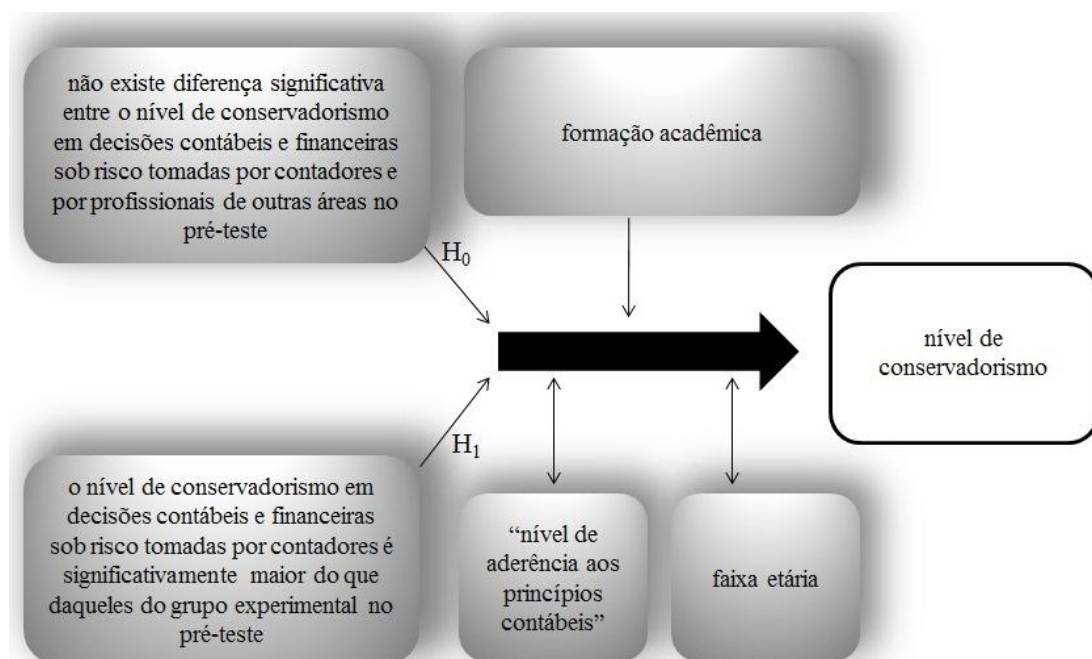 não existe diferença significativa
entre o nível de conservadorismo
em decisões contábeis e financeiras
sob risco tomadas por contadores e
por profissionais de outras áreas no
pré-teste
formação acadêmica
H₀
nível de
conservadorismo
H₁
o nível de conservadorismo em
decisões contábeis e financeiras
sob risco tomadas por contadores é
significativamente maior do que
daqueles do grupo experimental no
pré-teste
“nível de
aderência aos
princípios
contábeis”
faixa etária